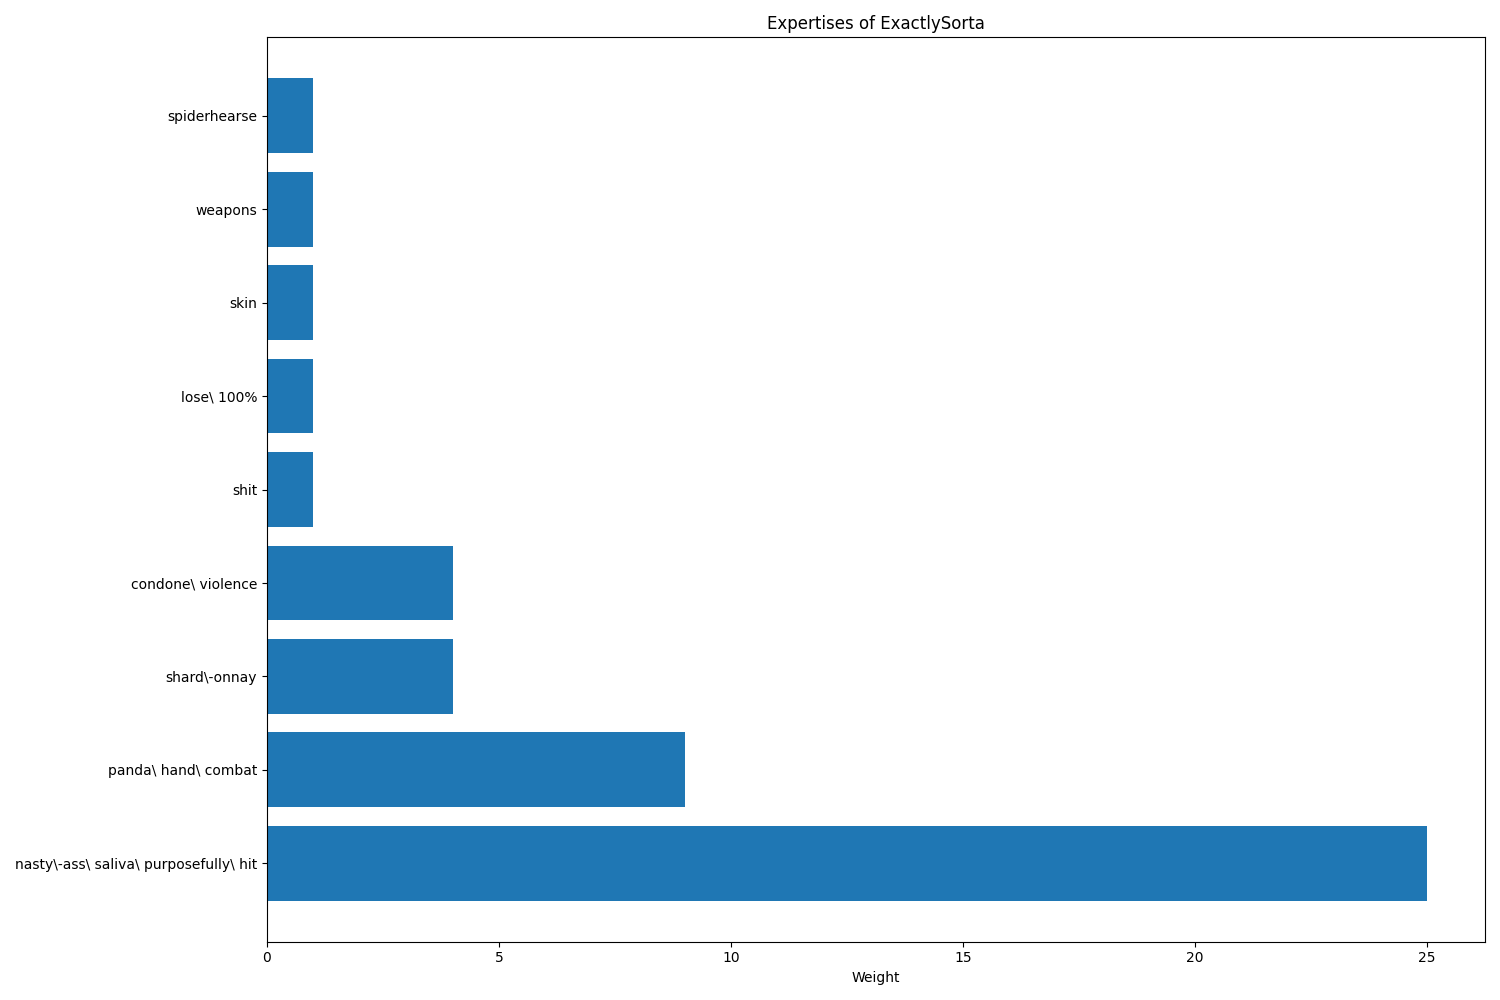 Expertises of ExactlySorta
spiderhearse
weapons
skin
lose\ 100%
shit
condone\ violence
shard\-onnay
panda\ hand\ combat
nasty\-ass\ saliva\ purposefully\ hit
0 5 10 15 20 25
Weight